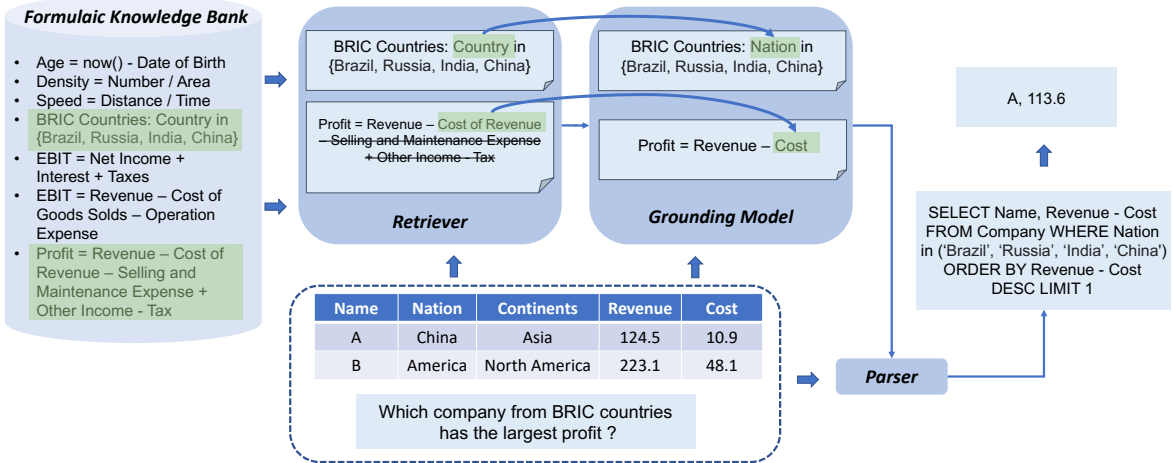 Formulaic Knowledge Bank
• Age = now() - Date of Birth
• Density = Number / Area
• Speed = Distance / Time
• BRIC Countries: Country in
{Brazil, Russia, India, China}
• EBIT = Net Income +
Interest + Taxes
• EBIT = Revenue – Cost of
Goods Solds – Operation
Expense
• Profit = Revenue – Cost of
Revenue – Selling and
Maintenance Expense +
Other Income - Tax
BRIC Countries: Country in
{Brazil, Russia, India, China}
Profit = Revenue – Cost of Revenue
– Selling and Maintenance Expense
+ Other Income - Tax
Retriever
BRIC Countries: Nation in
{Brazil, Russia, India, China}
Profit = Revenue – Cost
Grounding Model
Name Nation Continents Revenue Cost
A China Asia 124.5 10.9
B America North America 223.1 48.1
Which company from BRIC countries
has the largest profit ?
Parser
SELECT Name, Revenue - Cost
FROM Company WHERE Nation
in (‘Brazil’, ‘Russia’, ‘India’, ‘China')
ORDER BY Revenue - Cost
DESC LIMIT 1
A, 113.6